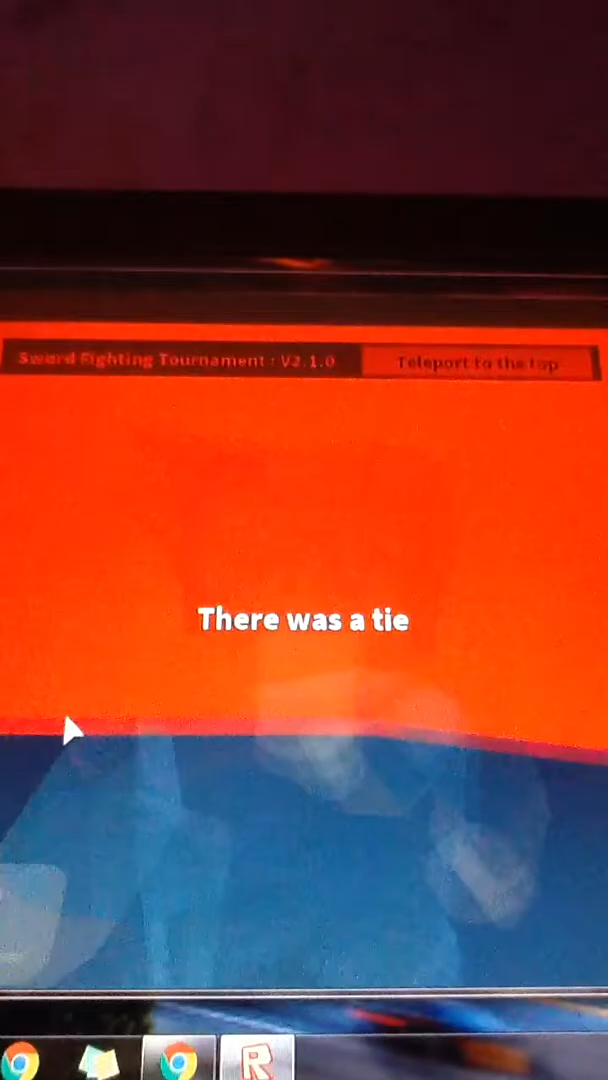 Sword Fighting Tournament : V2.1.0
Teleport to the top
There was a tie